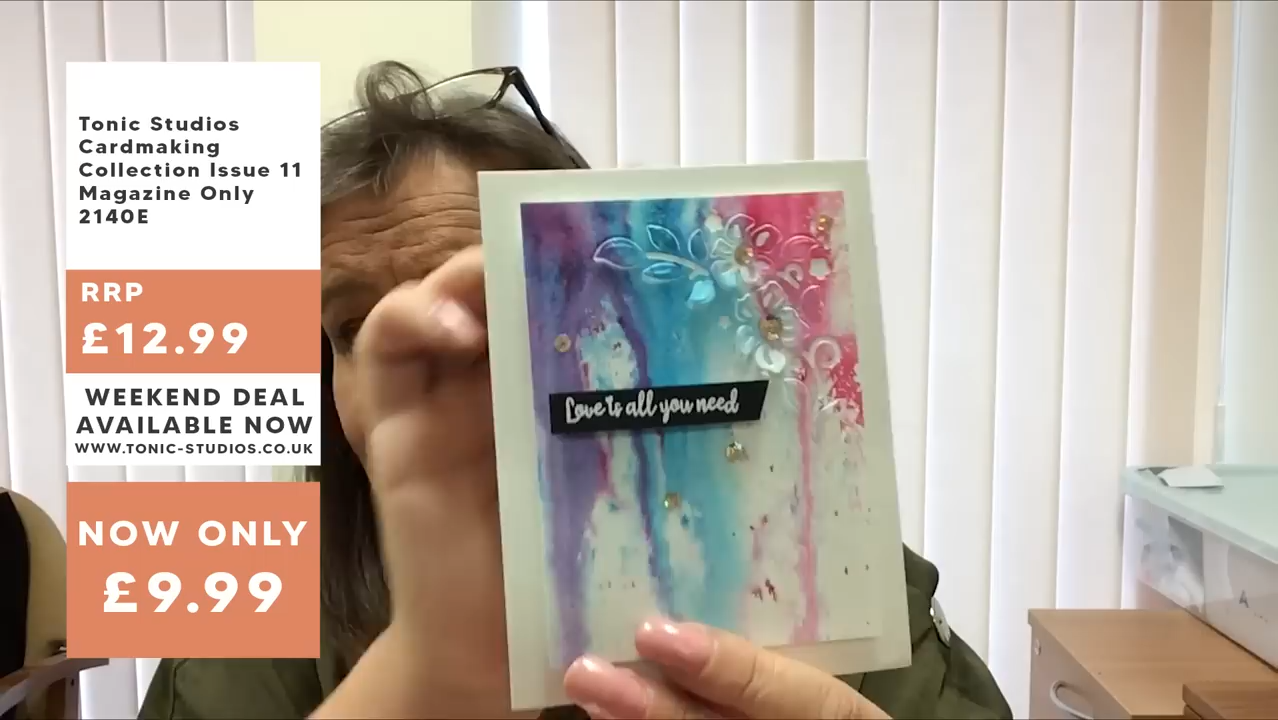 Tonic Studios
Cardmaking
Collection Issue 11
Magazine Only
2140E
RRP
£12.99
WEEKEND DEAL
AVAILABLE NOW
WWW.TONIC-STUDIOS.CO.UK
NOW ONLY
£9.99
Love is all you need
A